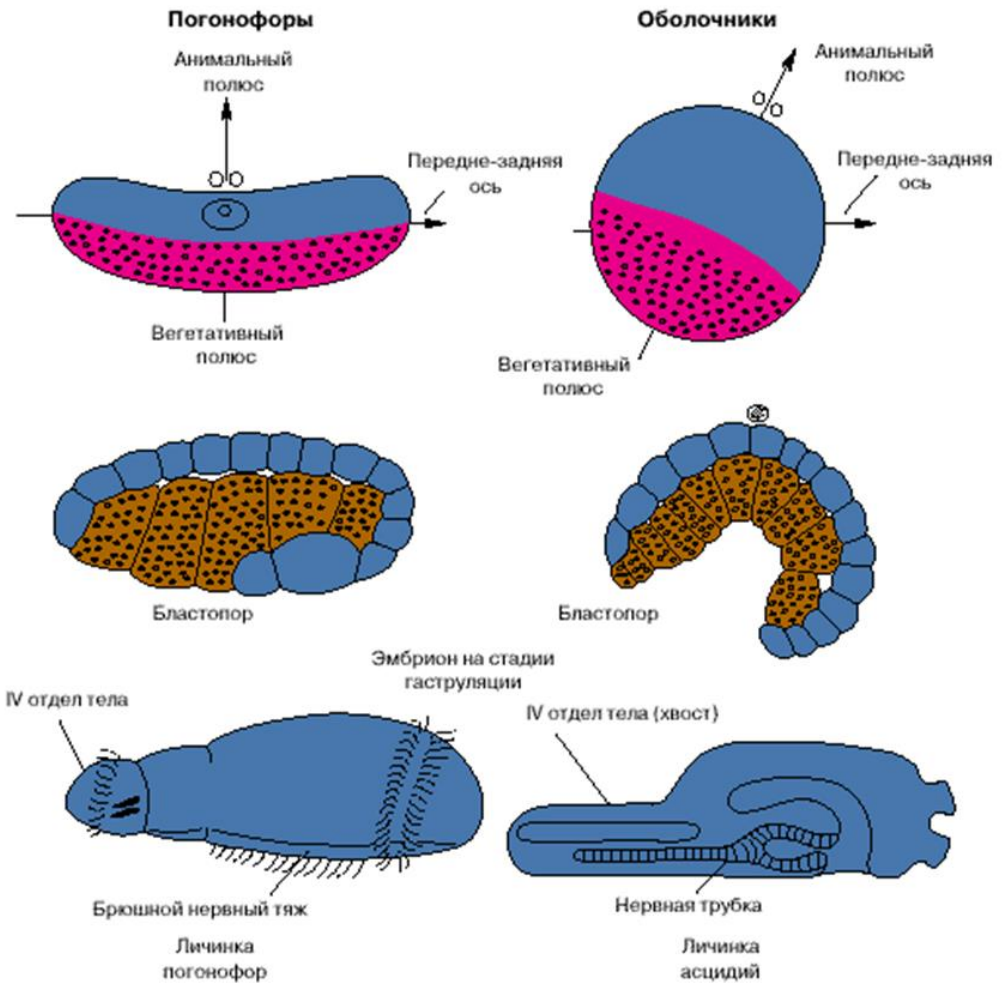 Погонофоры
Оболочники
Анимальный
полюс
Анимальный
полюс
Передне-задняя
ось
Передне-задняя
ось
Вегетативный
полюс
Вегетативный
полюс
Бластопор
Бластопор
Эмбрион на стадии
гаструляции
IV отдел тела
IV отдел тела (хвост)
Брюшной нервный тяж
Нервная трубка
Личинка
погонофор
Личинка
асцидий